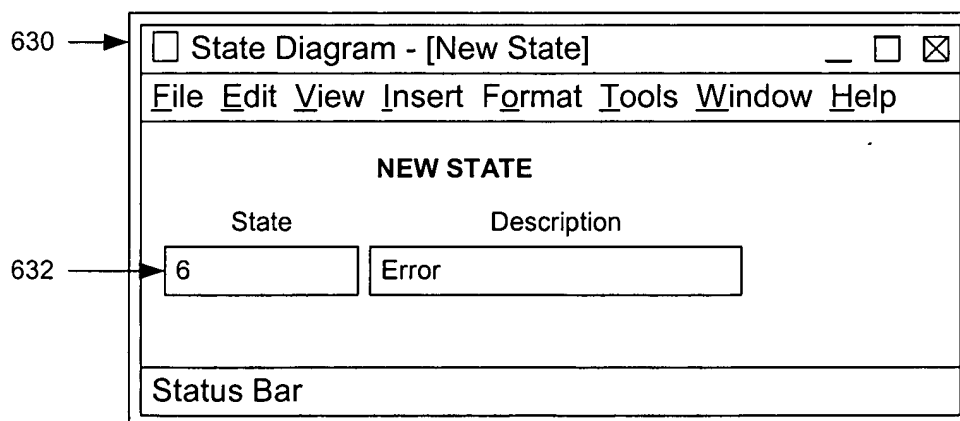 630
State Diagram - [New State]
File Edit View Insert Format Tools Window Help
NEW STATE
State Description
632
6 Error
Status Bar